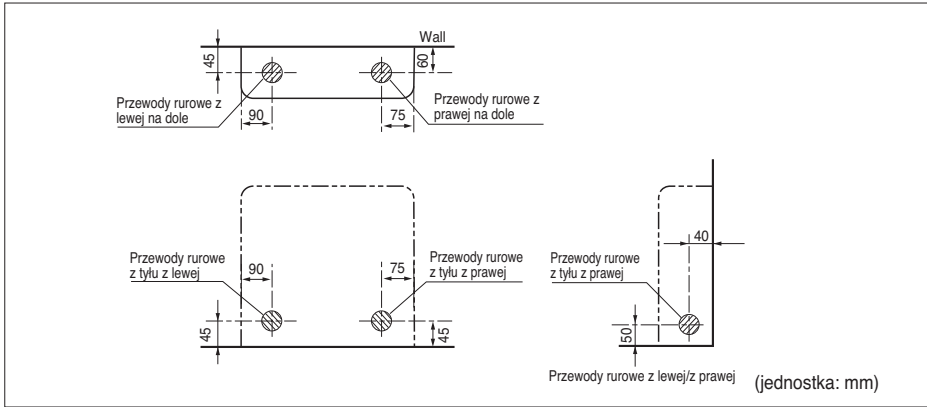 Wall
45
60
Przewody rurowe z
lewej na dole
90
75
Przewody rurowe z
prawej na dole
Przewody rurowe
z tyłu z lewej
90
75
Przewody rurowe
z tyłu z prawej
45
45
Przewody rurowe
z tyłu z prawej
40
50
Przewody rurowe z lewej/z prawej
(jednostka: mm)